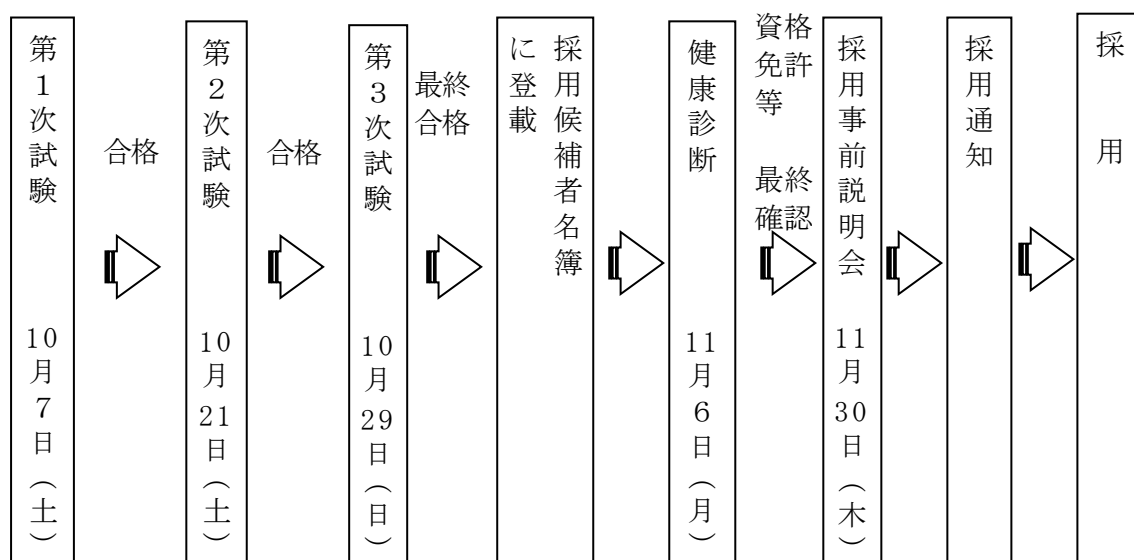 第１次試験　10月７日（土）
合格
第２次試験　10月21日（土）
合格
第３次試験　10月29日（日）
最終
合格
採用候補者名簿
に登載
健康診断　11月６日（月）
資格
免許
等
最終
確認
採用事前説明会　11月30日（木）
採用通知
採　用